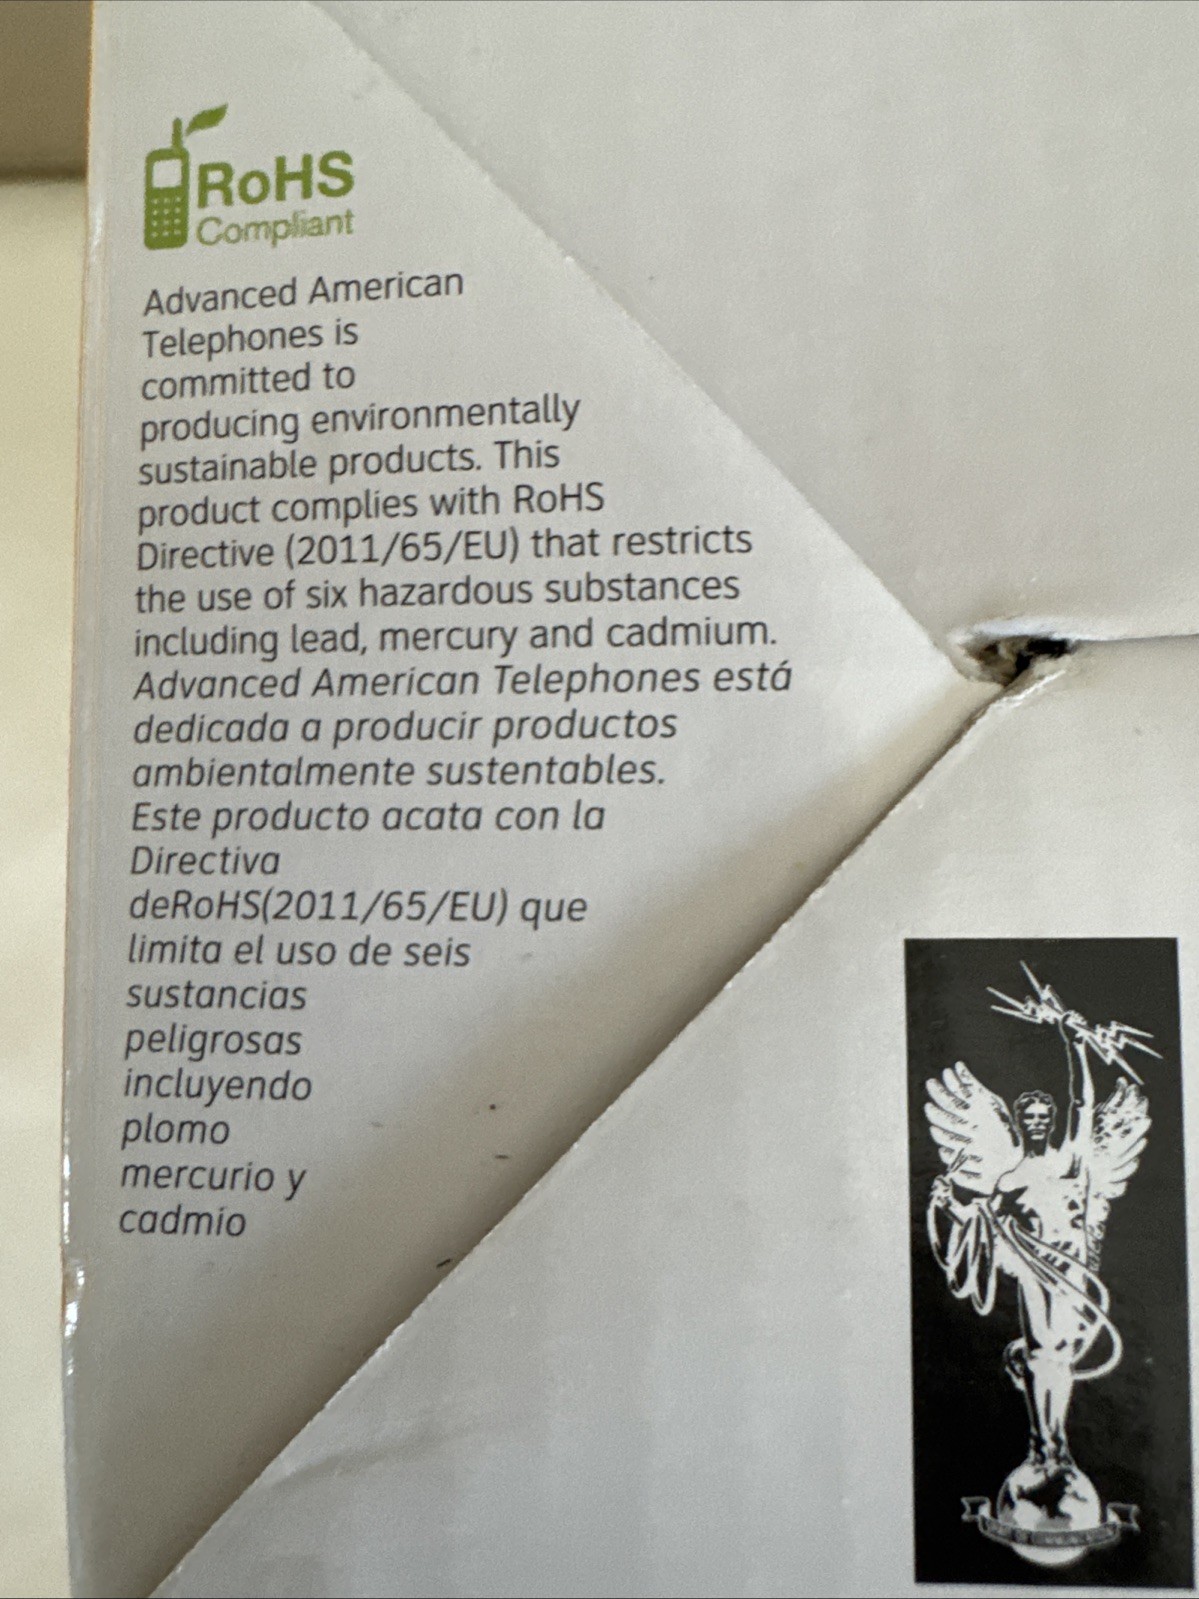 RoHS
Compliant
Advanced American
Telephones is
committed to
producing environmentally
sustainable products. This
product complies with RoHS
Directive (2011/65/EU) that restricts
the use of six hazardous substances
including lead, mercury and cadmium.
Advanced American Telephones está
dedicada a producir productos
ambientalmente sustentables.
Este producto acata con la
Directiva
deRoHS(2011/65/EU) que
limita el uso de seis
sustancias
peligrosas
incluyendo
plomo
mercurio y
cadmio